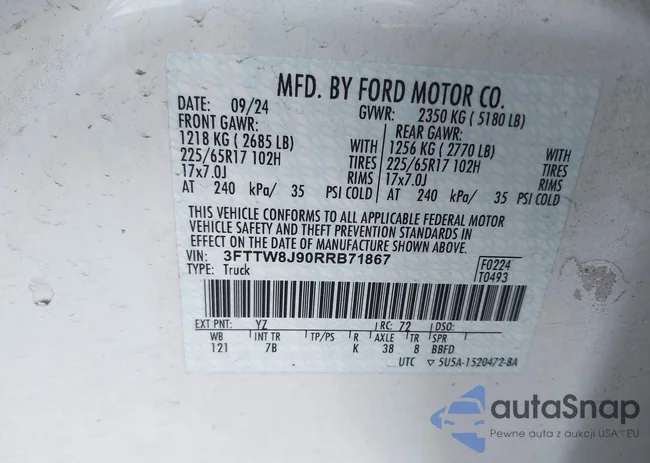 MFD. BY FORD MOTOR CO.
DATE: 09/24 GVWR: 2350 KG ( 5180 LB)
FRONT GAWR: REAR GAWR:
1218 KG ( 2685 LB) WITH 1256 KG ( 2770 LB) WITH
225/65R17 102H TIRES 225/65R17 102H TIRES
17x7.0J RIMS 17x7.0J RIMS
AT 240 kPa/ 35 PSI COLD AT 240 kPa/ 35 PSI COLD
THIS VEHICLE CONFORMS TO ALL APPLICABLE FEDERAL MOTOR
VEHICLE SAFETY AND THEFT PREVENTION STANDARDS IN
EFFECT ON THE DATE OF MANUFACTURE SHOWN ABOVE.
VIN: 3FTTW8J90RRB71867
TYPE: Truck
F0224
T0493
EXT PNT: YZ RC: 72 DSO:
WB INT TR TP/PS R AXLE TR SPR
121 7B K 38 8 BBFD
UTC ▽ 5U5A-1520472-BA
autaSnap
Pewne auta z aukcji USA i EU